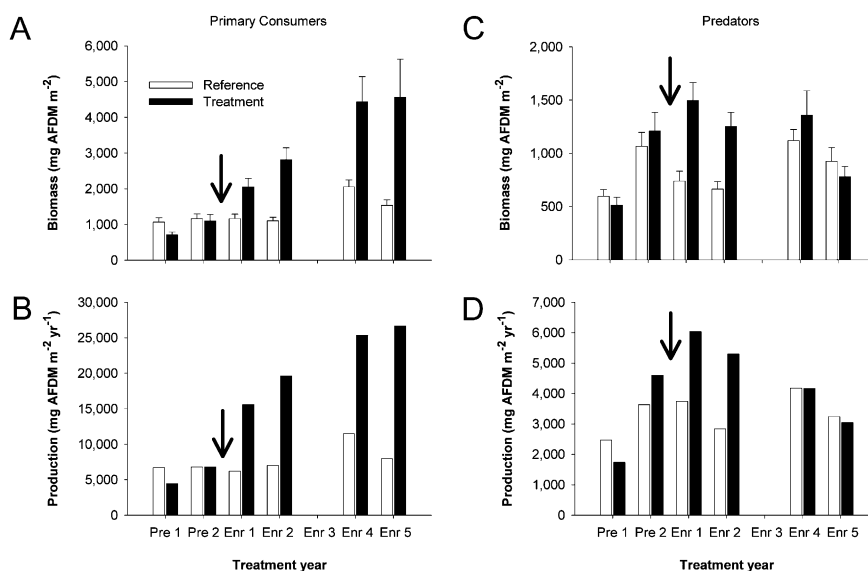 A
Primary Consumers
Biomass (mg AFDM m-2)
6,000
5,000
4,000
3,000
2,000
1,000
0
Reference
Treatment
C
Predators
Biomass (mg AFDM m-2)
2,000
1,500
1,000
500
0
B
Production (mg AFDM m-2 yr-1)
30,000
25,000
20,000
15,000
10,000
5,000
0
Pre 1 Pre 2 Enr 1 Enr 2 Enr 3 Enr 4 Enr 5
Treatment year
D
Production (mg AFDM m-2 yr-1)
7,000
6,000
5,000
4,000
3,000
2,000
1,000
0
Pre 1 Pre 2 Enr 1 Enr 2 Enr 3 Enr 4 Enr 5
Treatment year